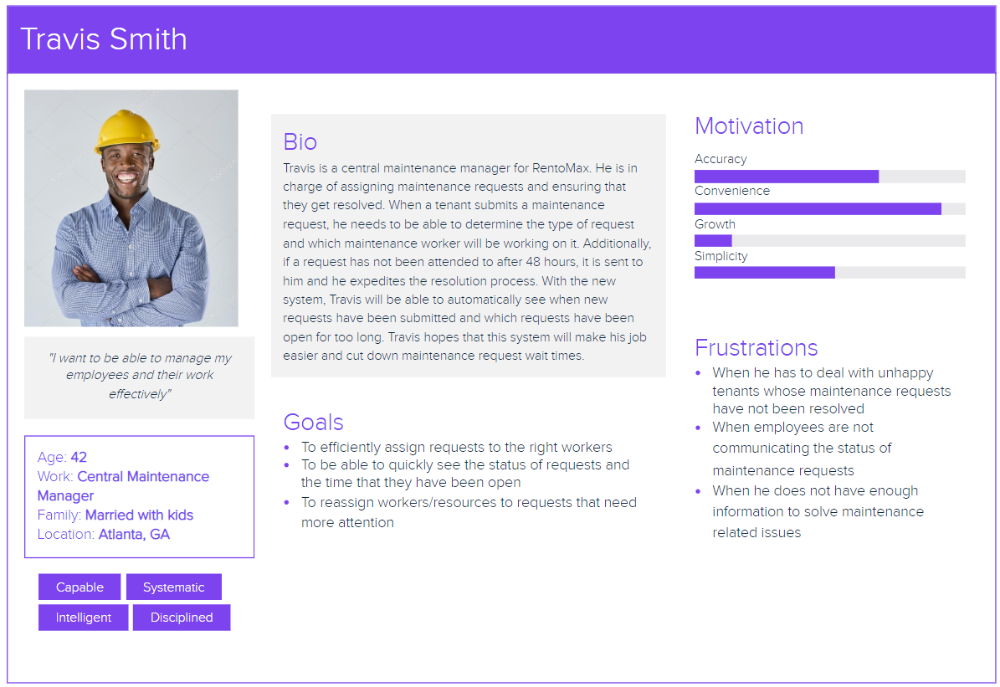 Travis Smith
"I want to be able to manage my
employees and their work
effectively"
Age: 42
Work: Central Maintenance
Manager
Family: Married with kids
Location: Atlanta, GA
Capable
Systematic
Intelligent
Disciplined
Bio
Travis is a central maintenance manager for RentoMax. He is in
charge of assigning maintenance requests and ensuring that
they get resolved. When a tenant submits a maintenance
request, he needs to be able to determine the type of request
and which maintenance worker will be working on it. Additionally,
if a request has not been attended to after 48 hours, it is sent to
him and he expedites the resolution process. With the new
system, Travis will be able to automatically see when new
requests have been submitted and which requests have been
open for too long. Travis hopes that this system will make his job
easier and cut down maintenance request wait times.
Goals
To efficiently assign requests to the right workers
To be able to quickly see the status of requests and
the time that they have been open
To reassign workers/resources to requests that need
more attention
Motivation
Accuracy
Convenience
Growth
Simplicity
Frustrations
When he has to deal with unhappy
tenants whose maintenance requests
have not been resolved
When employees are not
communicating the status of
maintenance requests
When he does not have enough
information to solve maintenance
related issues